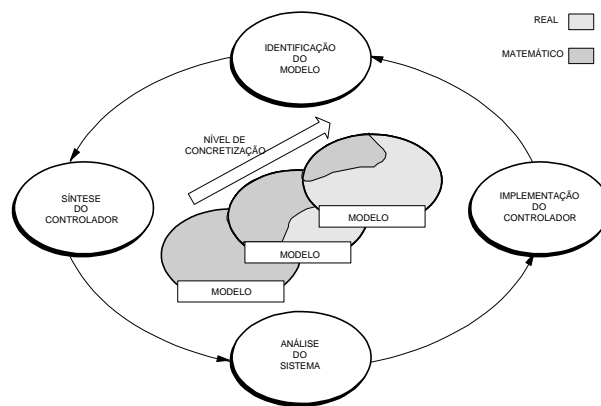 REAL
MATEMÁTICO
IDENTIFICAÇÃO
DO
MODELO
NÍVEL DE
CONCRETIZAÇÃO
SÍNTESE
DO
CONTROLADOR
IMPLEMENTAÇÃO
DO
CONTROLADOR
MODELO
MODELO
MODELO
ANÁLISE
DO
SISTEMA